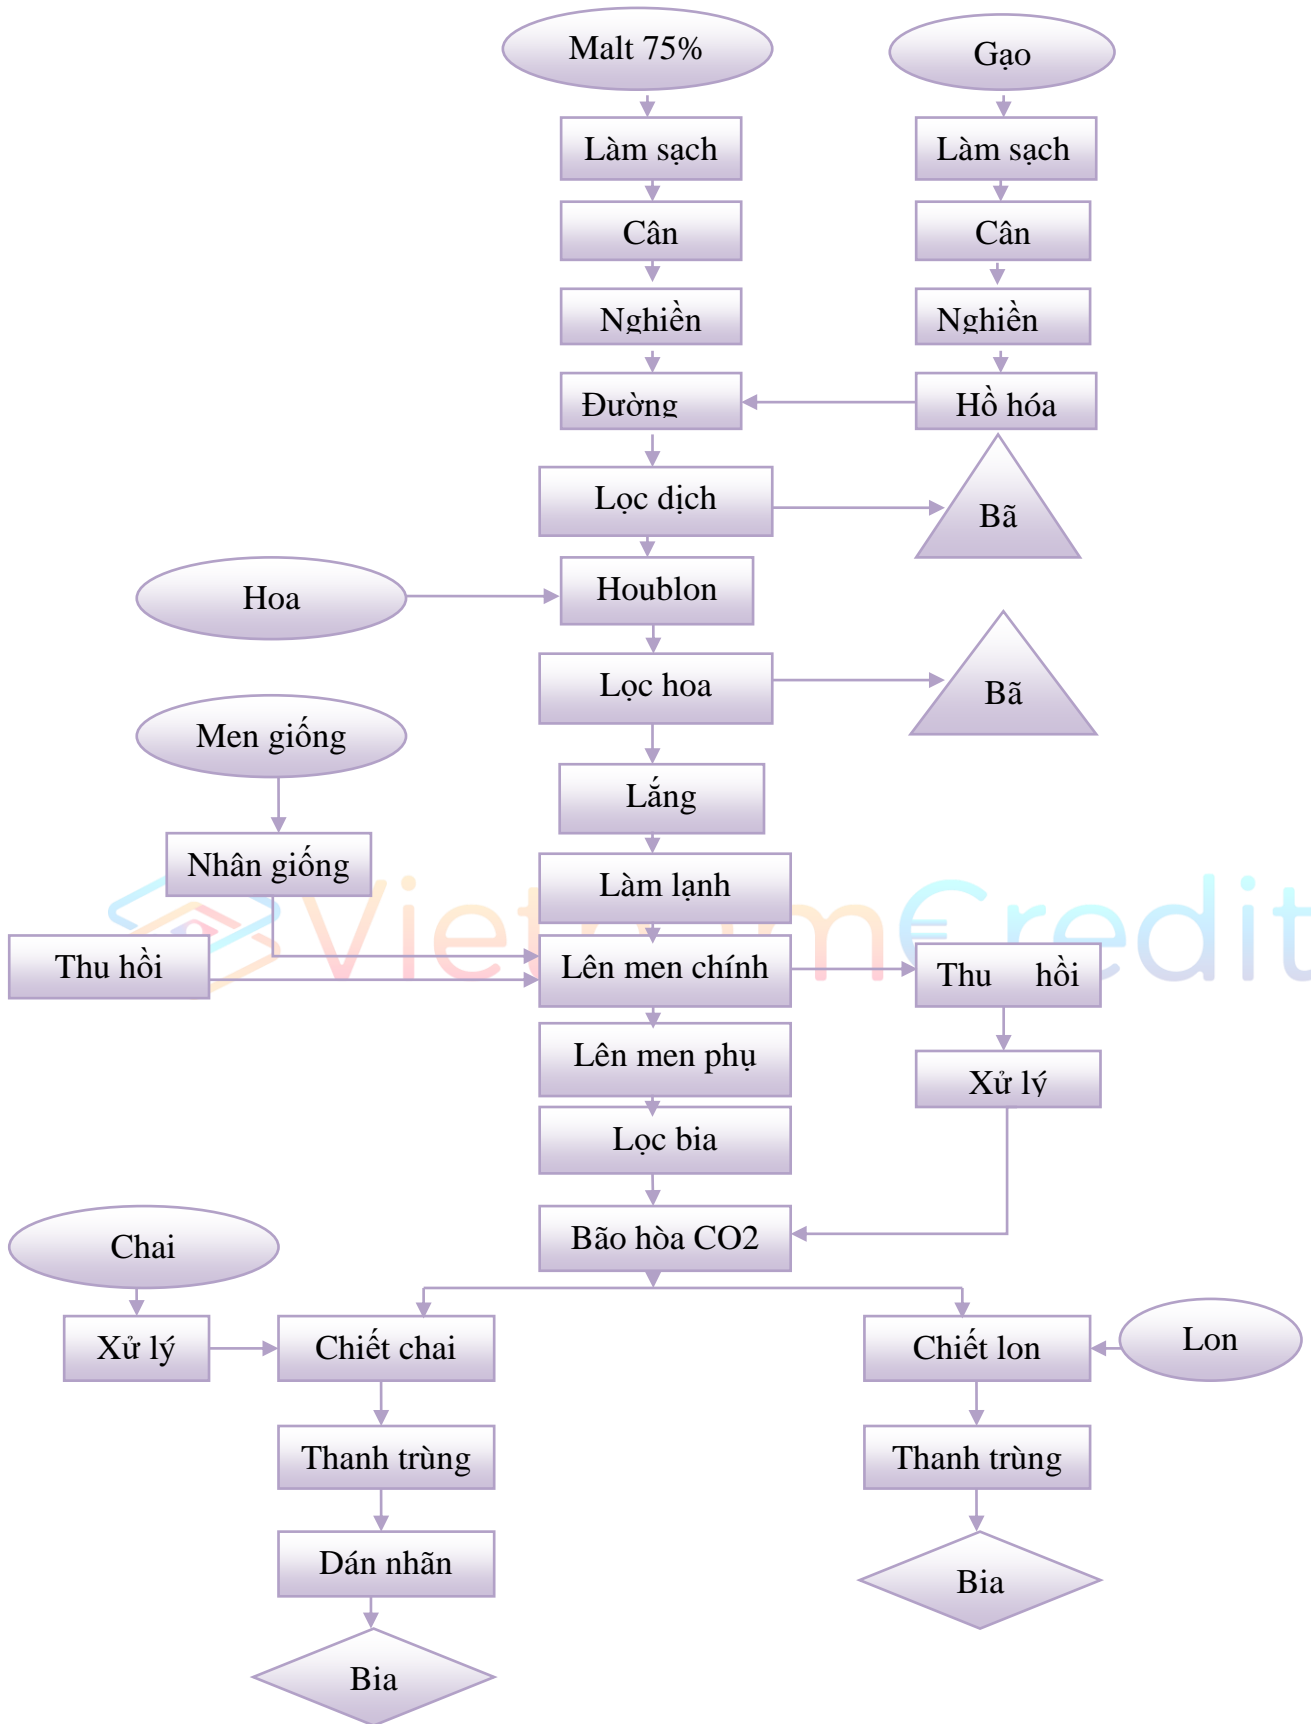 Malt 75%
Gạo
Làm sạch
Làm sạch
Cân
Cân
Nghiền
Nghiền
Đường
Hồ hóa
Lọc dịch
Bã
Hoa
Houblon
Lọc hoa
Bã
Men giống
Lắng
Nhân giống
Làm lạnh
VietnamCredit
Thu hồi
Lên men chính
Thu hồi
Lên men phụ
Xử lý
Lọc bia
Bão hòa CO2
Chai
Xử lý
Chiết chai
Chiết lon
Lon
Thanh trùng
Thanh trùng
Dán nhãn
Bia
Bia